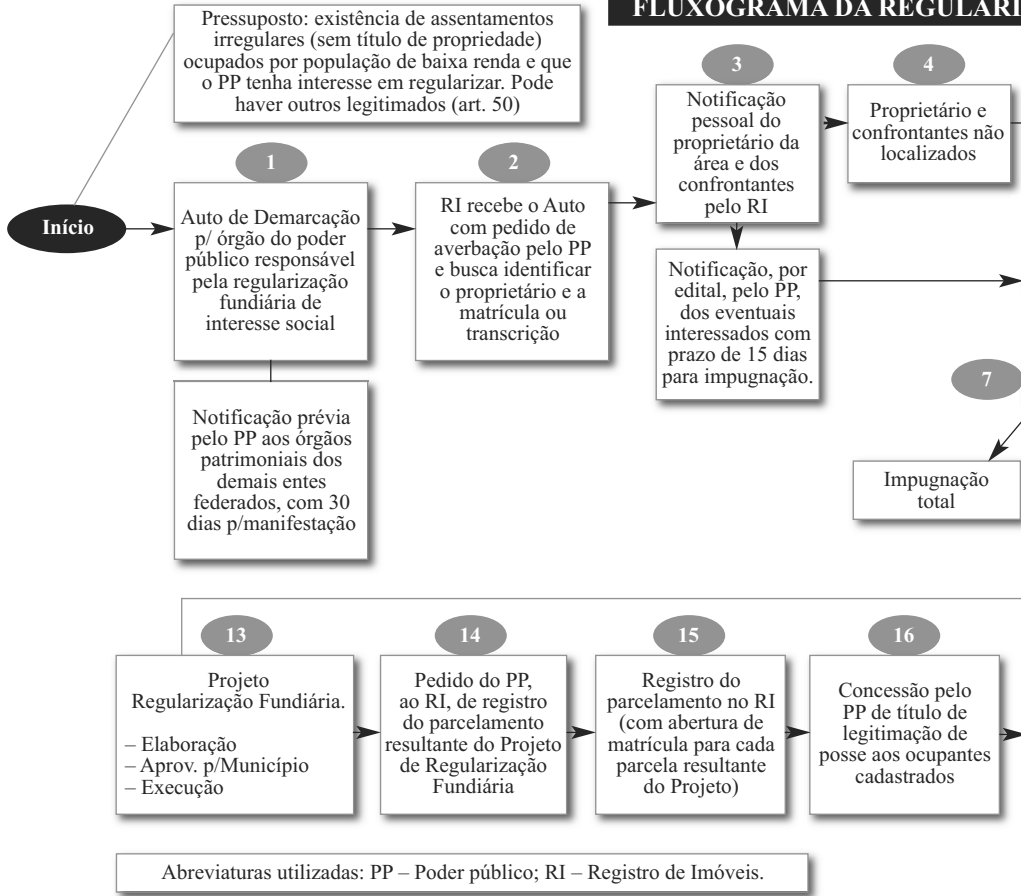 FLUXOGRAMA DA REGULARI
Pressuposto: existência de assentamentos
irregulares (sem título de propriedade)
ocupados por população de baixa renda e que
o PP tenha interesse em regularizar. Pode
haver outros legitimados (art. 50)
Início
1
Auto de Demarcação
p/ órgão do poder
público responsável
pela regularização
fundiária de
interesse social
Notificação prévia
pelo PP aos órgãos
patrimoniais dos
demais entes
federados, com 30
dias p/manifestação
2
RI recebe o Auto
com pedido de
averbação pelo PP
e busca identificar
o proprietário e a
matrícula ou
transcrição
3
Notificação
pessoal do
proprietário da
área e dos
confrontantes
pelo RI
Notificação, por
edital, pelo PP,
dos eventuais
interessados com
prazo de 15 dias
para impugnação.
4
Proprietário e
confrontantes não
localizados
7
Impugnação
total
13
Projeto
Regularização Fundiária.
– Elaboração
– Aprov. p/Município
– Execução
14
Pedido do PP,
ao RI, de registro
do parcelamento
resultante do Projeto
de Regularização
Fundiária
15
Registro do
parcelamento no RI
(com abertura de
matrícula para cada
parcela resultante
do Projeto)
16
Concessão pelo
PP de título de
legitimação de
posse aos ocupantes
cadastrados
Abreviaturas utilizadas: PP – Poder público; RI – Registro de Imóveis.